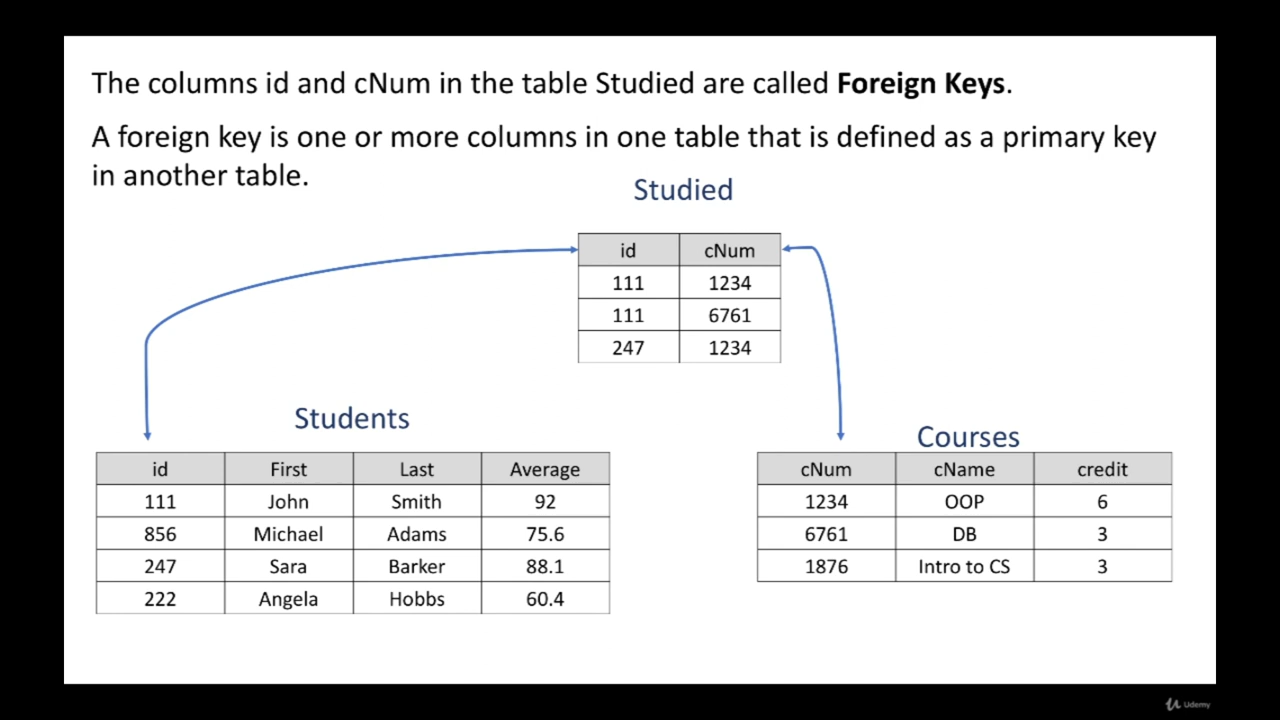 The columns id and cNum in the table Studied are called Foreign Keys.
A foreign key is one or more columns in one table that is defined as a primary key
in another table.
Studied
id cNum
111 1234
111 6761
247 1234
Students
id First Last Average
111 John Smith 92
856 Michael Adams 75.6
247 Sara Barker 88.1
222 Angela Hobbs 60.4
Courses
cNum cName credit
1234 OOP 6
6761 DB 3
1876 Intro to CS 3
Udemy